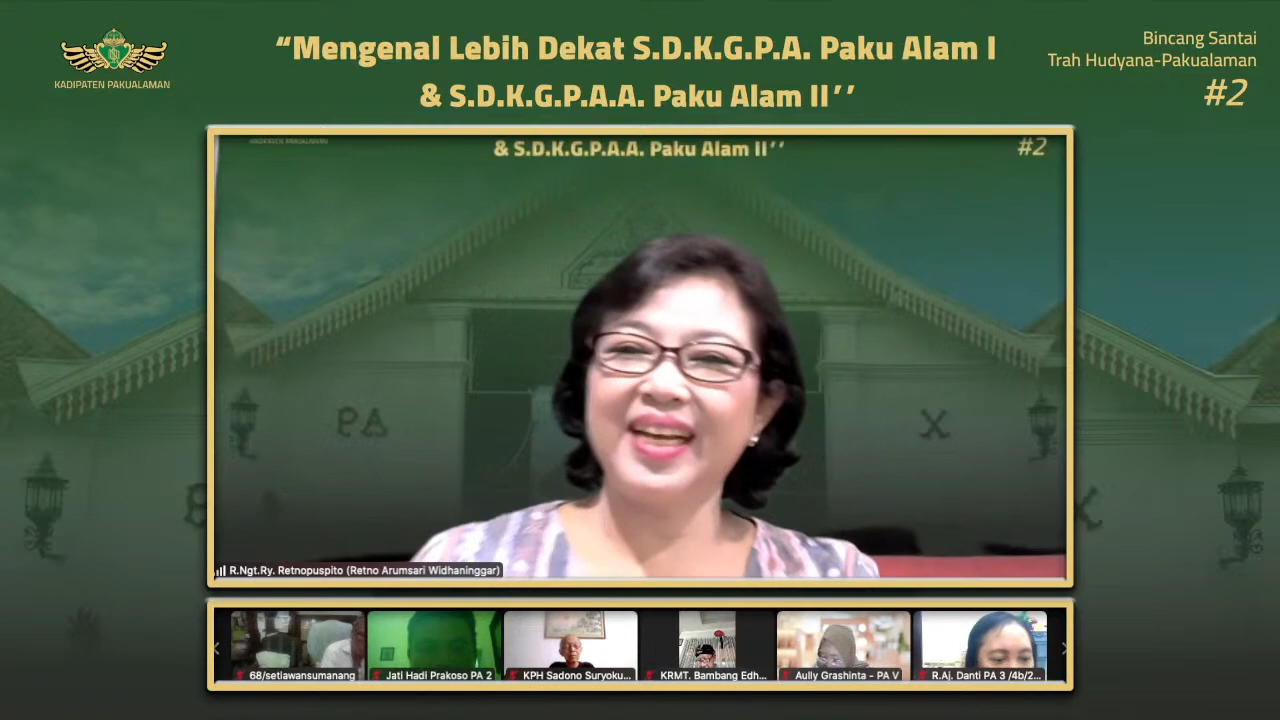 KADIPATEN PAKUALAMAN
“Mengenal Lebih Dekat S.D.K.G.P.A. Paku Alam I
& S.D.K.G.P.A.A. Paku Alam II’’
Bincang Santai
Trah Hudyana-Pakualaman
#2
& S.D.K.G.P.A.A. Paku Alam II’’
#2
PA
X
R.Ngt.Ry. Retnopuspito (Retno Arumsari Widhaninggar)
68/setiawansumanang
Jati Hadi Prakoso PA 2
KPH Sadono Suryoku...
KRMT. Bambang Edh...
Aully Grashinta - PA V
R.Aj. Danti PA 3 /4b/2...